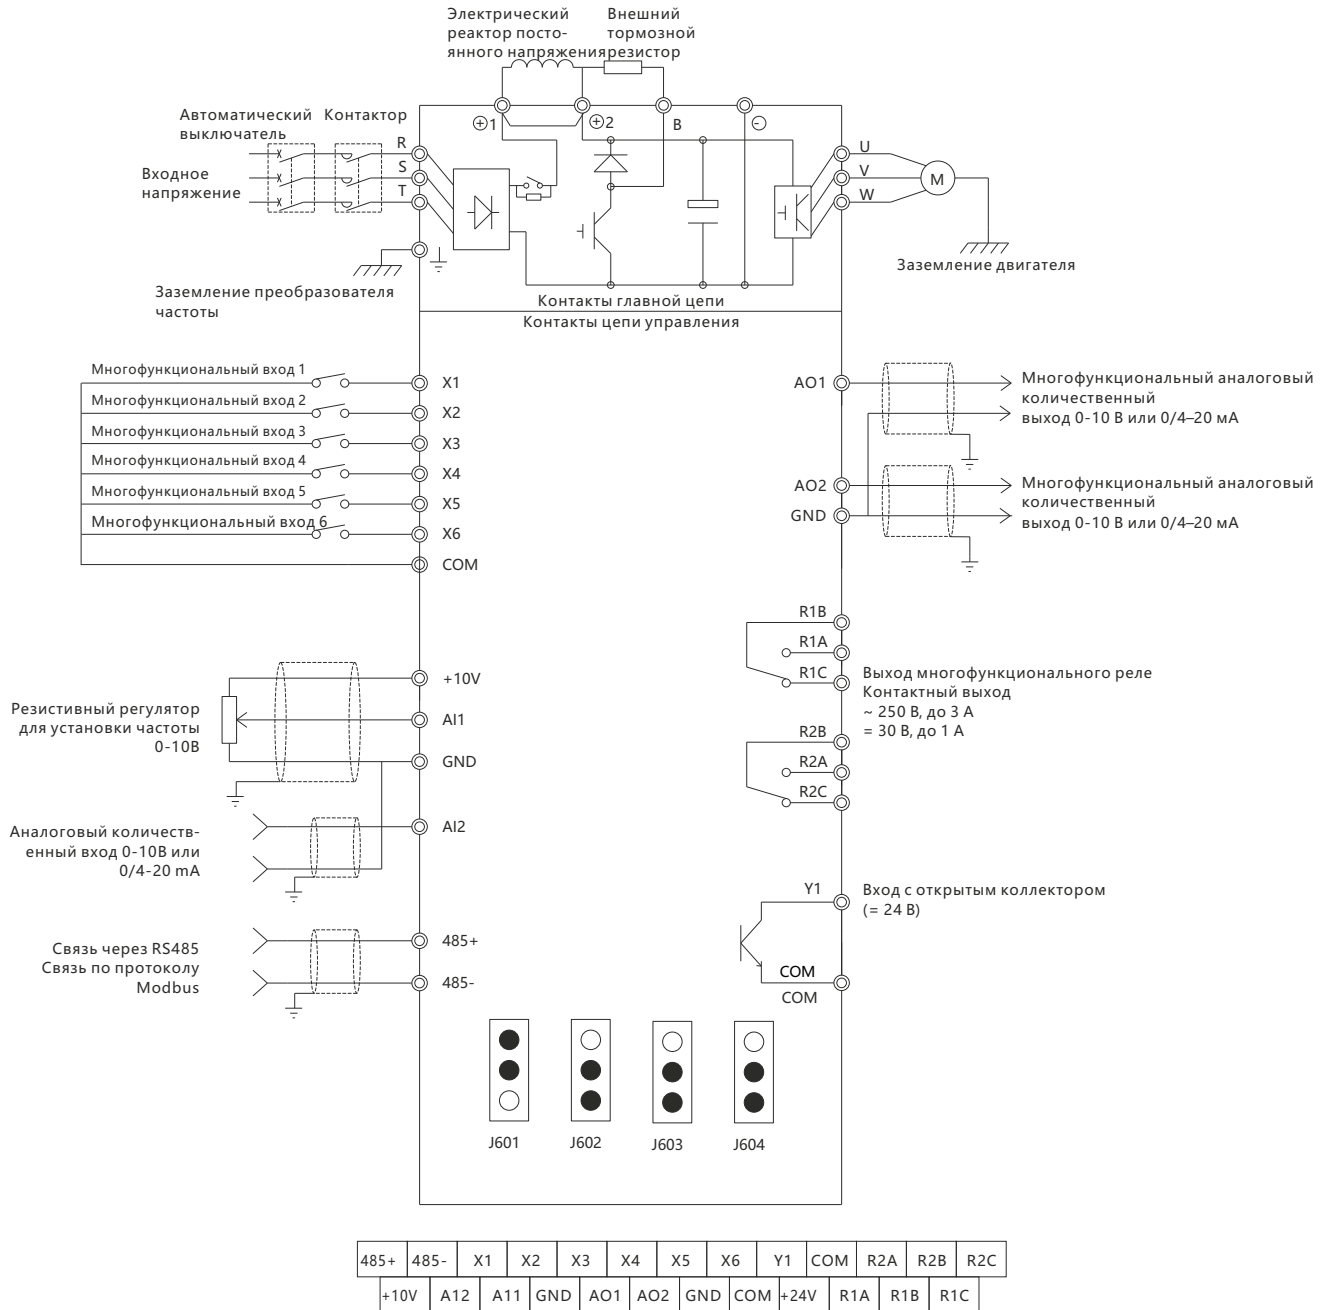 Электрический
реактор посто-
янного напряжения
Внешний
тормозной
резистор
Автоматический
выключатель
Контактор
Входное
напряжение
R
S
T
+1
+2
B
-
U
V
W
M
Заземление двигателя
Заземление преобразователя
частоты
Контакты главной цепи
Контакты цепи управления
Многофункциональный вход 1
X1
Многофункциональный вход 2
X2
Многофункциональный вход 3
X3
Многофункциональный вход 4
X4
Многофункциональный вход 5
X5
Многофункциональный вход 6
X6
COM
AO1
Многофункциональный аналоговый
количественный
выход 0-10 В или 0/4–20 мА
AO2
GND
Многофункциональный аналоговый
количественный
выход 0-10 В или 0/4–20 мА
R1B
R1A
R1C
Выход многофункционального реле
Контактный выход
~ 250 В, до 3 А
= 30 В, до 1 А
R2B
R2A
R2C
Резистивный регулятор
для установки частоты
0-10В
+10V
AI1
GND
Аналоговый количеств-
енный вход 0-10В или
0/4-20 mA
AI2
Y1
Вход с открытым коллектором
(= 24 В)
COM
COM
Связь через RS485
Связь по протоколу
Modbus
485+
485-
J601 J602 J603 J604
485+ 485- X1 X2 X3 X4 X5 X6 Y1 COM R2A R2B R2C
+10V A12 A11 GND AO1 AO2 GND COM +24V R1A R1B R1C